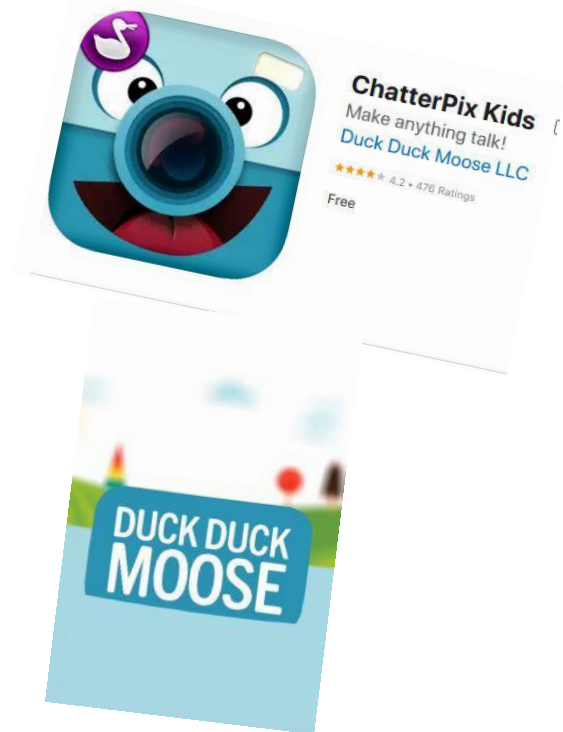 ChatterPix Kids
Make anything talk!
Duck Duck Moose LLC
★★★★★ 4.2 • 476 Ratings
Free
DUCK DUCK
MOOSE